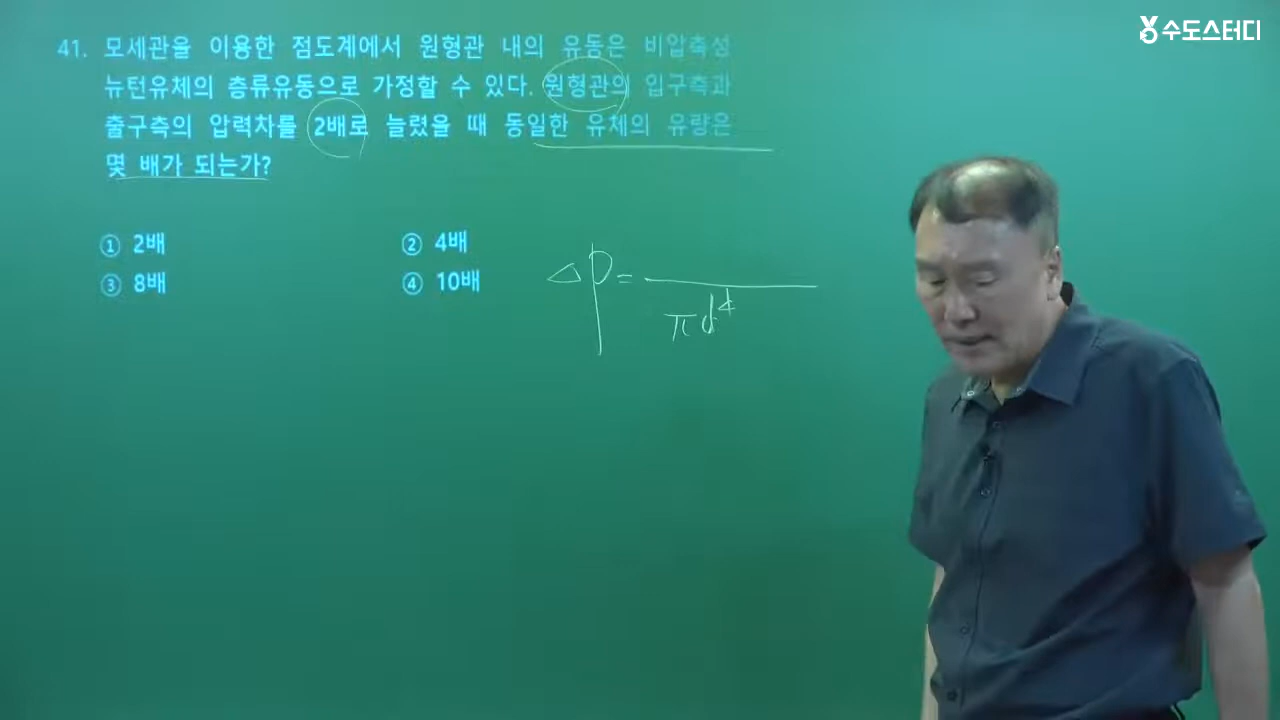 수도스터디
41. 모세관을 이용한 점도계에서 원형관 내의 유동은 비압축성
뉴턴유체의 층류유동으로 가정할 수 있다. 원형관의 입구측과
출구측의 압력차를 2배로 늘렸을 때 동일한 유체의 유량은
몇 배가 되는가?
① 2배 ② 4배
③ 8배 ④ 10배
△p=
πd⁴